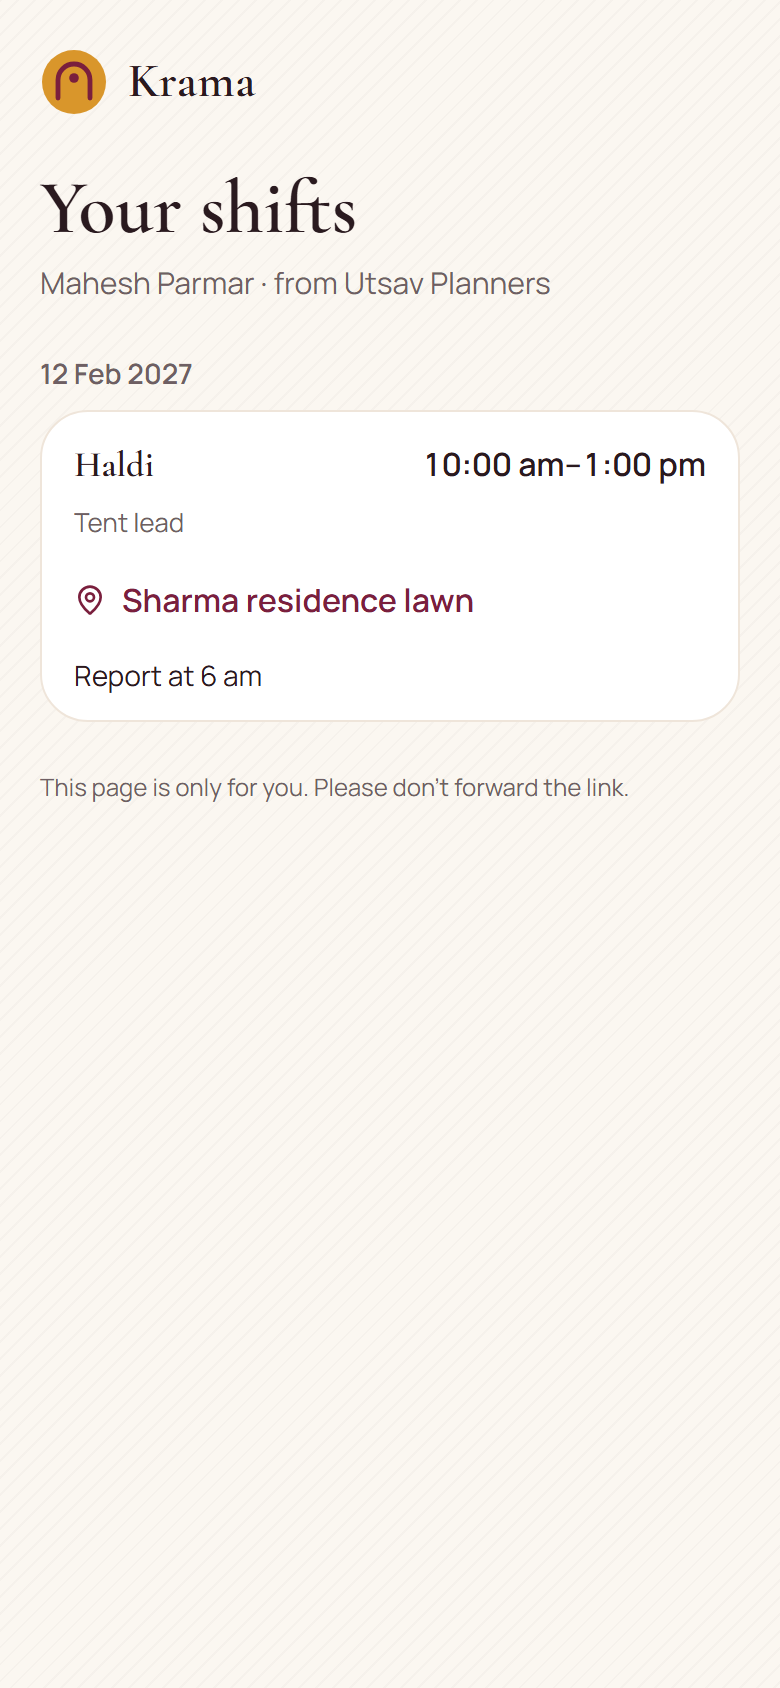 Krama
Your shifts
Mahesh Parmar · from Utsav Planners
12 Feb 2027
Haldi
10:00 am–1:00 pm
Tent lead
Sharma residence lawn
Report at 6 am
This page is only for you. Please don’t forward the link.